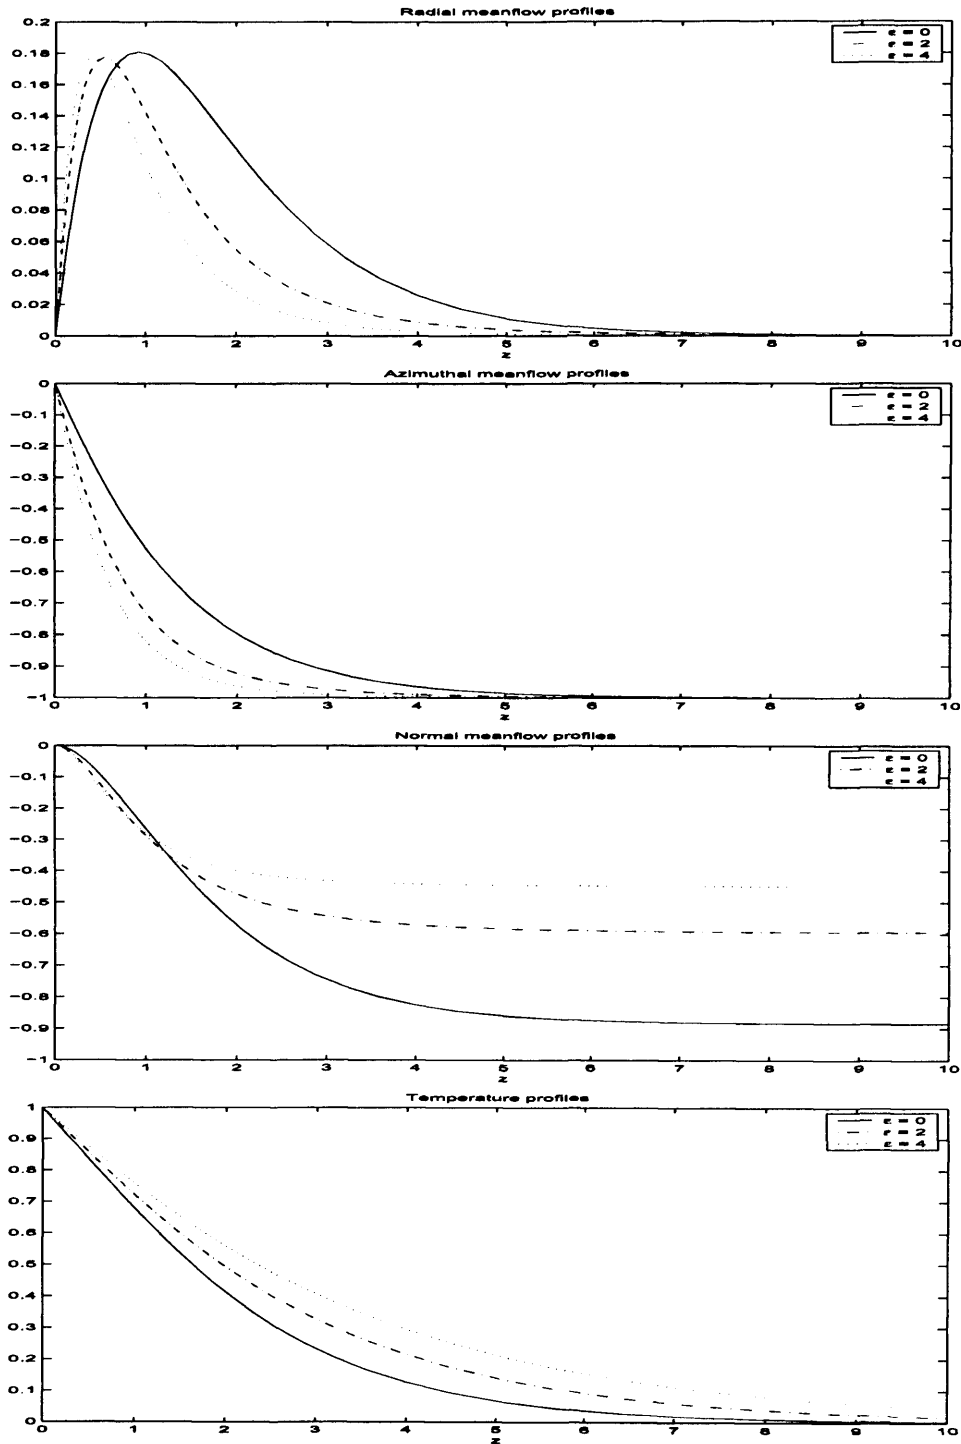 Radial meanflow profiles
0.2
0.18
0.16
0.14
0.12
0.1
0.08
0.06
0.04
0.02
0
ε = 0
ε = 2
ε = 4
0 1 2 3 4 5 6 7 8 9 10
z
Azimuthal meanflow profiles
0
-0.1
-0.2
-0.3
-0.4
-0.5
-0.6
-0.7
-0.8
-0.9
-1
ε = 0
ε = 2
ε = 4
0 1 2 3 4 5 6 7 8 9 10
z
Normal meanflow profiles
0
-0.1
-0.2
-0.3
-0.4
-0.5
-0.6
-0.7
-0.8
-0.9
-1
ε = 0
ε = 2
ε = 4
0 1 2 3 4 5 6 7 8 9 10
z
Temperature profiles
1
0.9
0.8
0.7
0.6
0.5
0.4
0.3
0.2
0.1
0
ε = 0
ε = 2
ε = 4
0 1 2 3 4 5 6 7 8 9 10
z